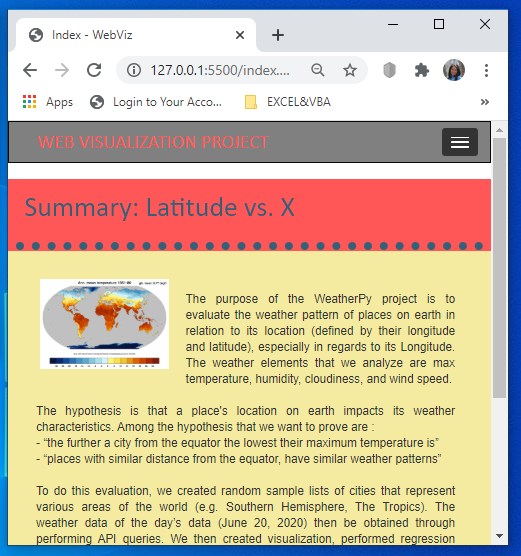 Index - WebViz
127.0.0.1:5500/index....
Apps
Login to Your Acco...
EXCEL&VBA
»
WEB VISUALIZATION PROJECT
Summary: Latitude vs. X
The purpose of the WeatherPy project is to
evaluate the weather pattern of places on earth in
relation to its location (defined by their longitude
and latitude), especially in regards to its Longitude.
The weather elements that we analyze are max
temperature, humidity, cloudiness, and wind speed.
The hypothesis is that a place's location on earth impacts its weather
characteristics. Among the hypothesis that we want to prove are :
- “the further a city from the equator the lowest their maximum temperature is”
- “places with similar distance from the equator, have similar weather patterns”
To do this evaluation, we created random sample lists of cities that represent
various areas of the world (e.g. Southern Hemisphere, The Tropics). The
weather data of the day's data (June 20, 2020) then be obtained through
performing API queries. We then created visualization, performed regression